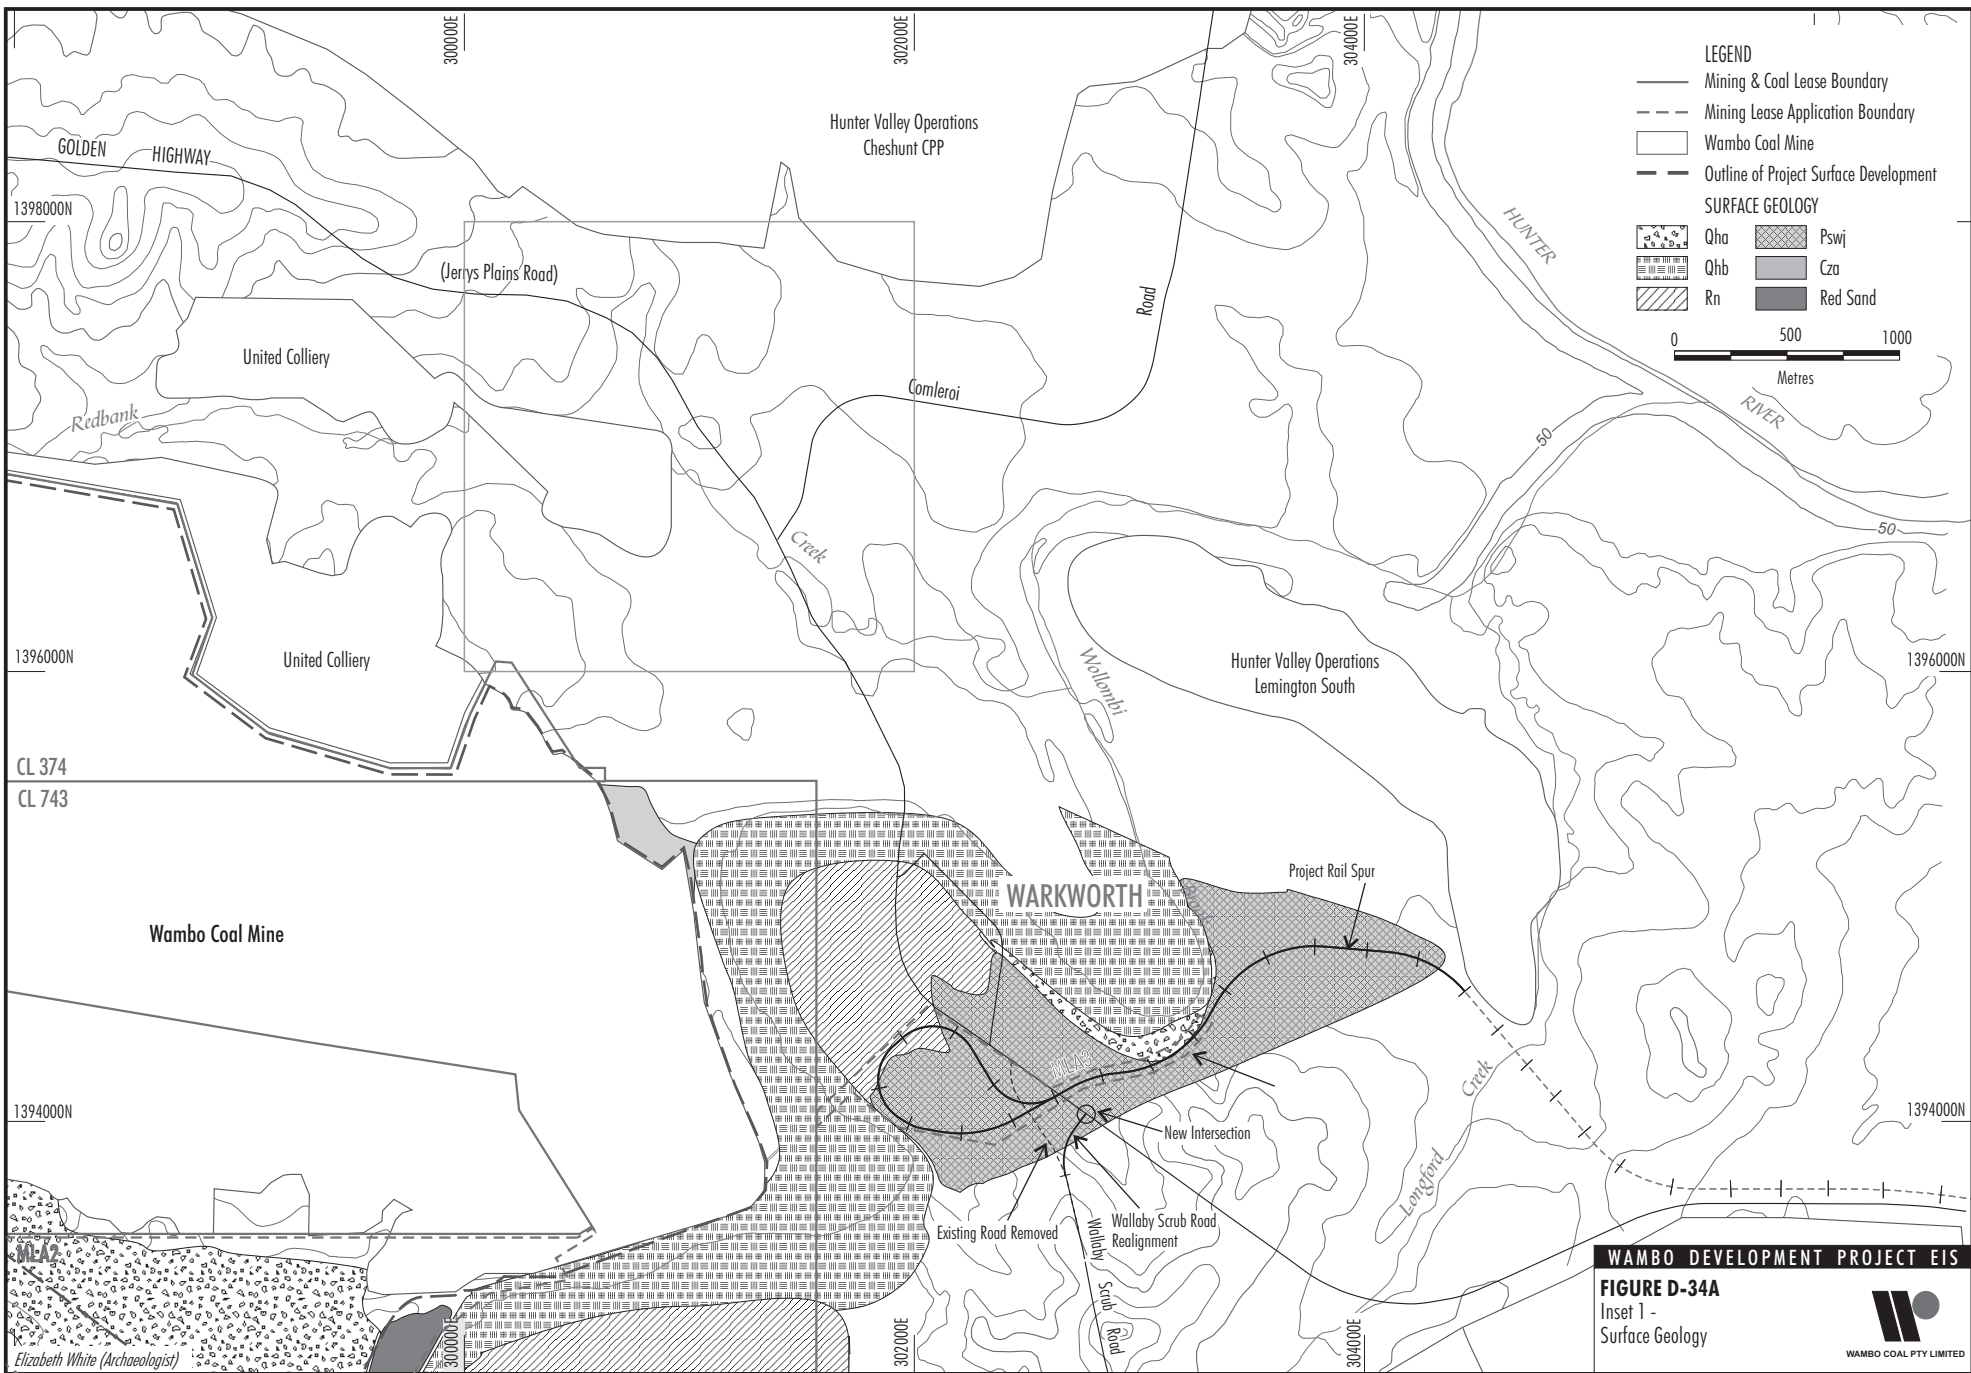 300000E
302000E
304000E
LEGEND
Mining & Coal Lease Boundary
Mining Lease Application Boundary
Wambo Coal Mine
Outline of Project Surface Development
SURFACE GEOLOGY
Qha
Pswj
Qhb
Cza
Rn
Red Sand
0
500
1000
Metres
Hunter Valley Operations
Cheshunt CPP
GOLDEN HIGHWAY
1398000N
HUNTER
(Jerrys Plains Road)
Road
United Colliery
Comleroi
Redbank
RIVER
50
50
Creek
1396000N
United Colliery
Wollombi
Hunter Valley Operations
Lemington South
1396000N
CL 374
CL 743
Project Rail Spur
WARKWORTH
Brook
Wambo Coal Mine
MLA3
Creek
1394000N
1394000N
New Intersection
Longford
Existing Road Removed
Wallaby Scrub Road
Realignment
Wallaby
Scrub
Road
MLA2
WAMBO DEVELOPMENT PROJECT EIS
FIGURE D-34A
Inset 1 -
Surface Geology
WAMBO COAL PTY LIMITED
Elizabeth White (Archaeologist)
300000E
302000E
304000E